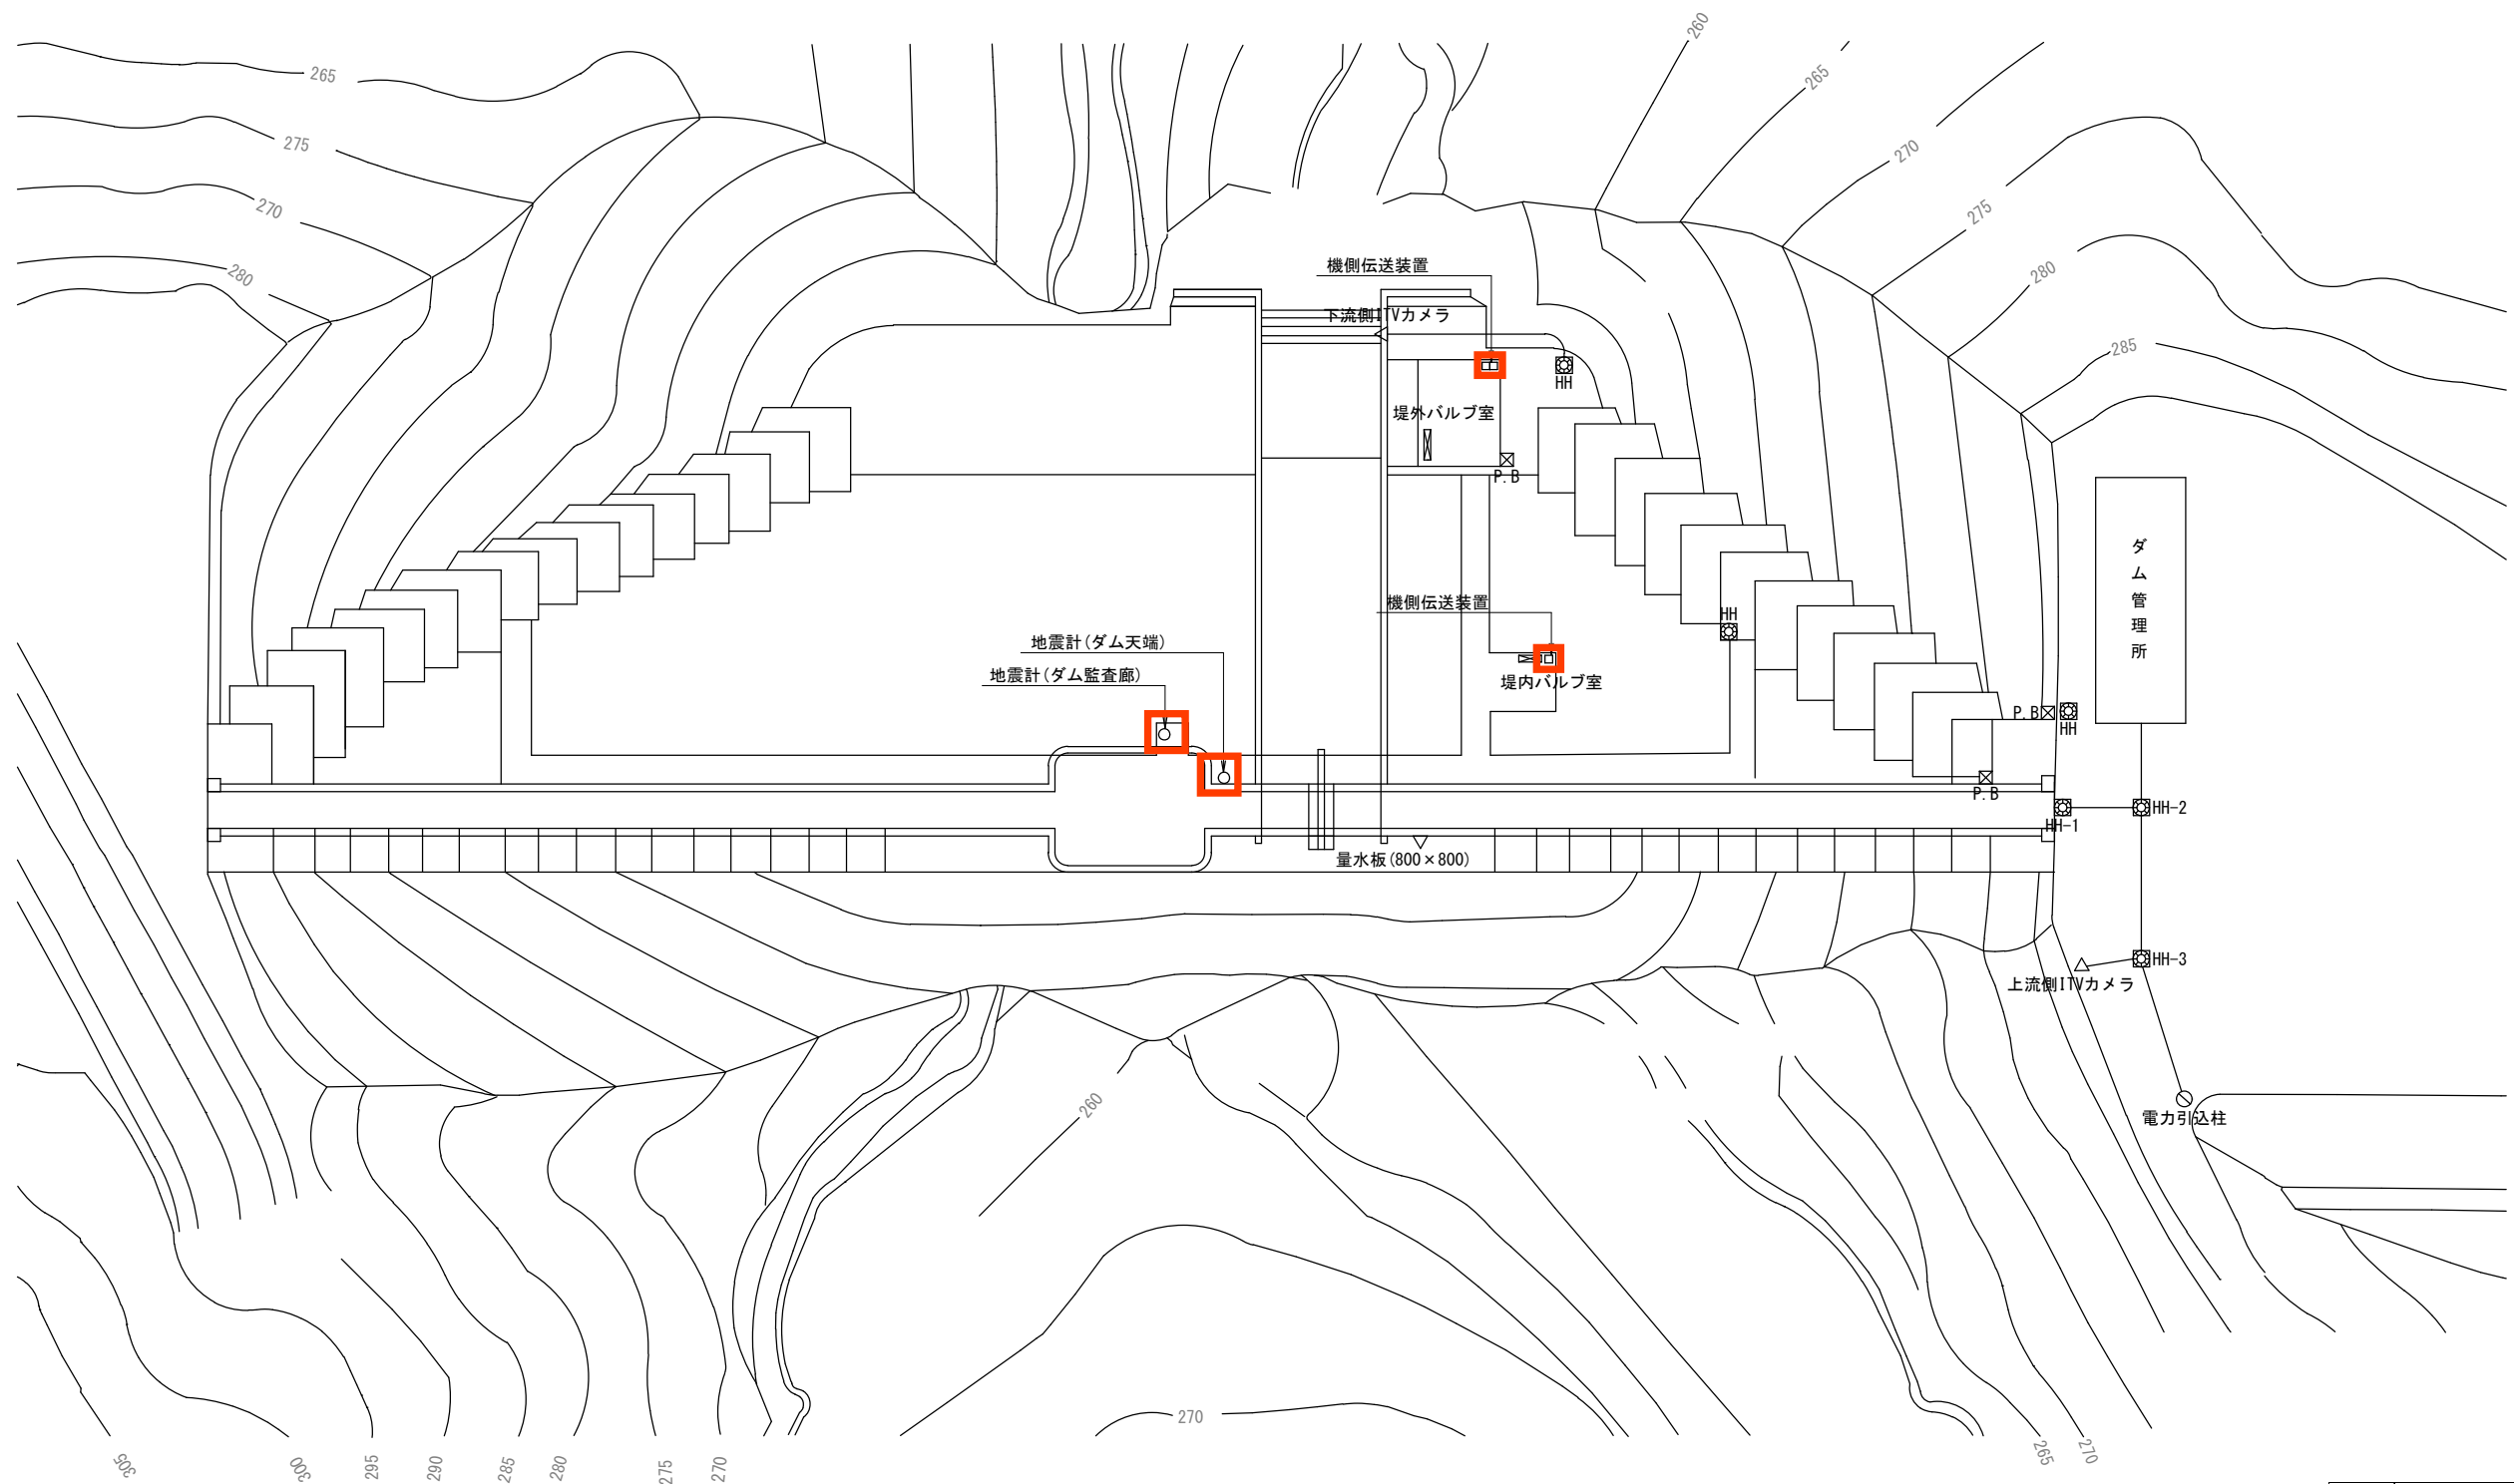 260
265
265
270
275
275
270
280
280
285
機側伝送装置
下流側ITVカメラ
HH
堤外バルブ室
P.B
ダム管理所
機側伝送装置
HH
地震計(ダム天端)
地震計(ダム監査廊)
堤内バルブ室
P.B
HH
P.B
HH-1
HH-2
量水板(800×800)
HH-3
上流側ITVカメラ
260
電力引込柱
270
305
300
295
290
285
280
275
270
265
270